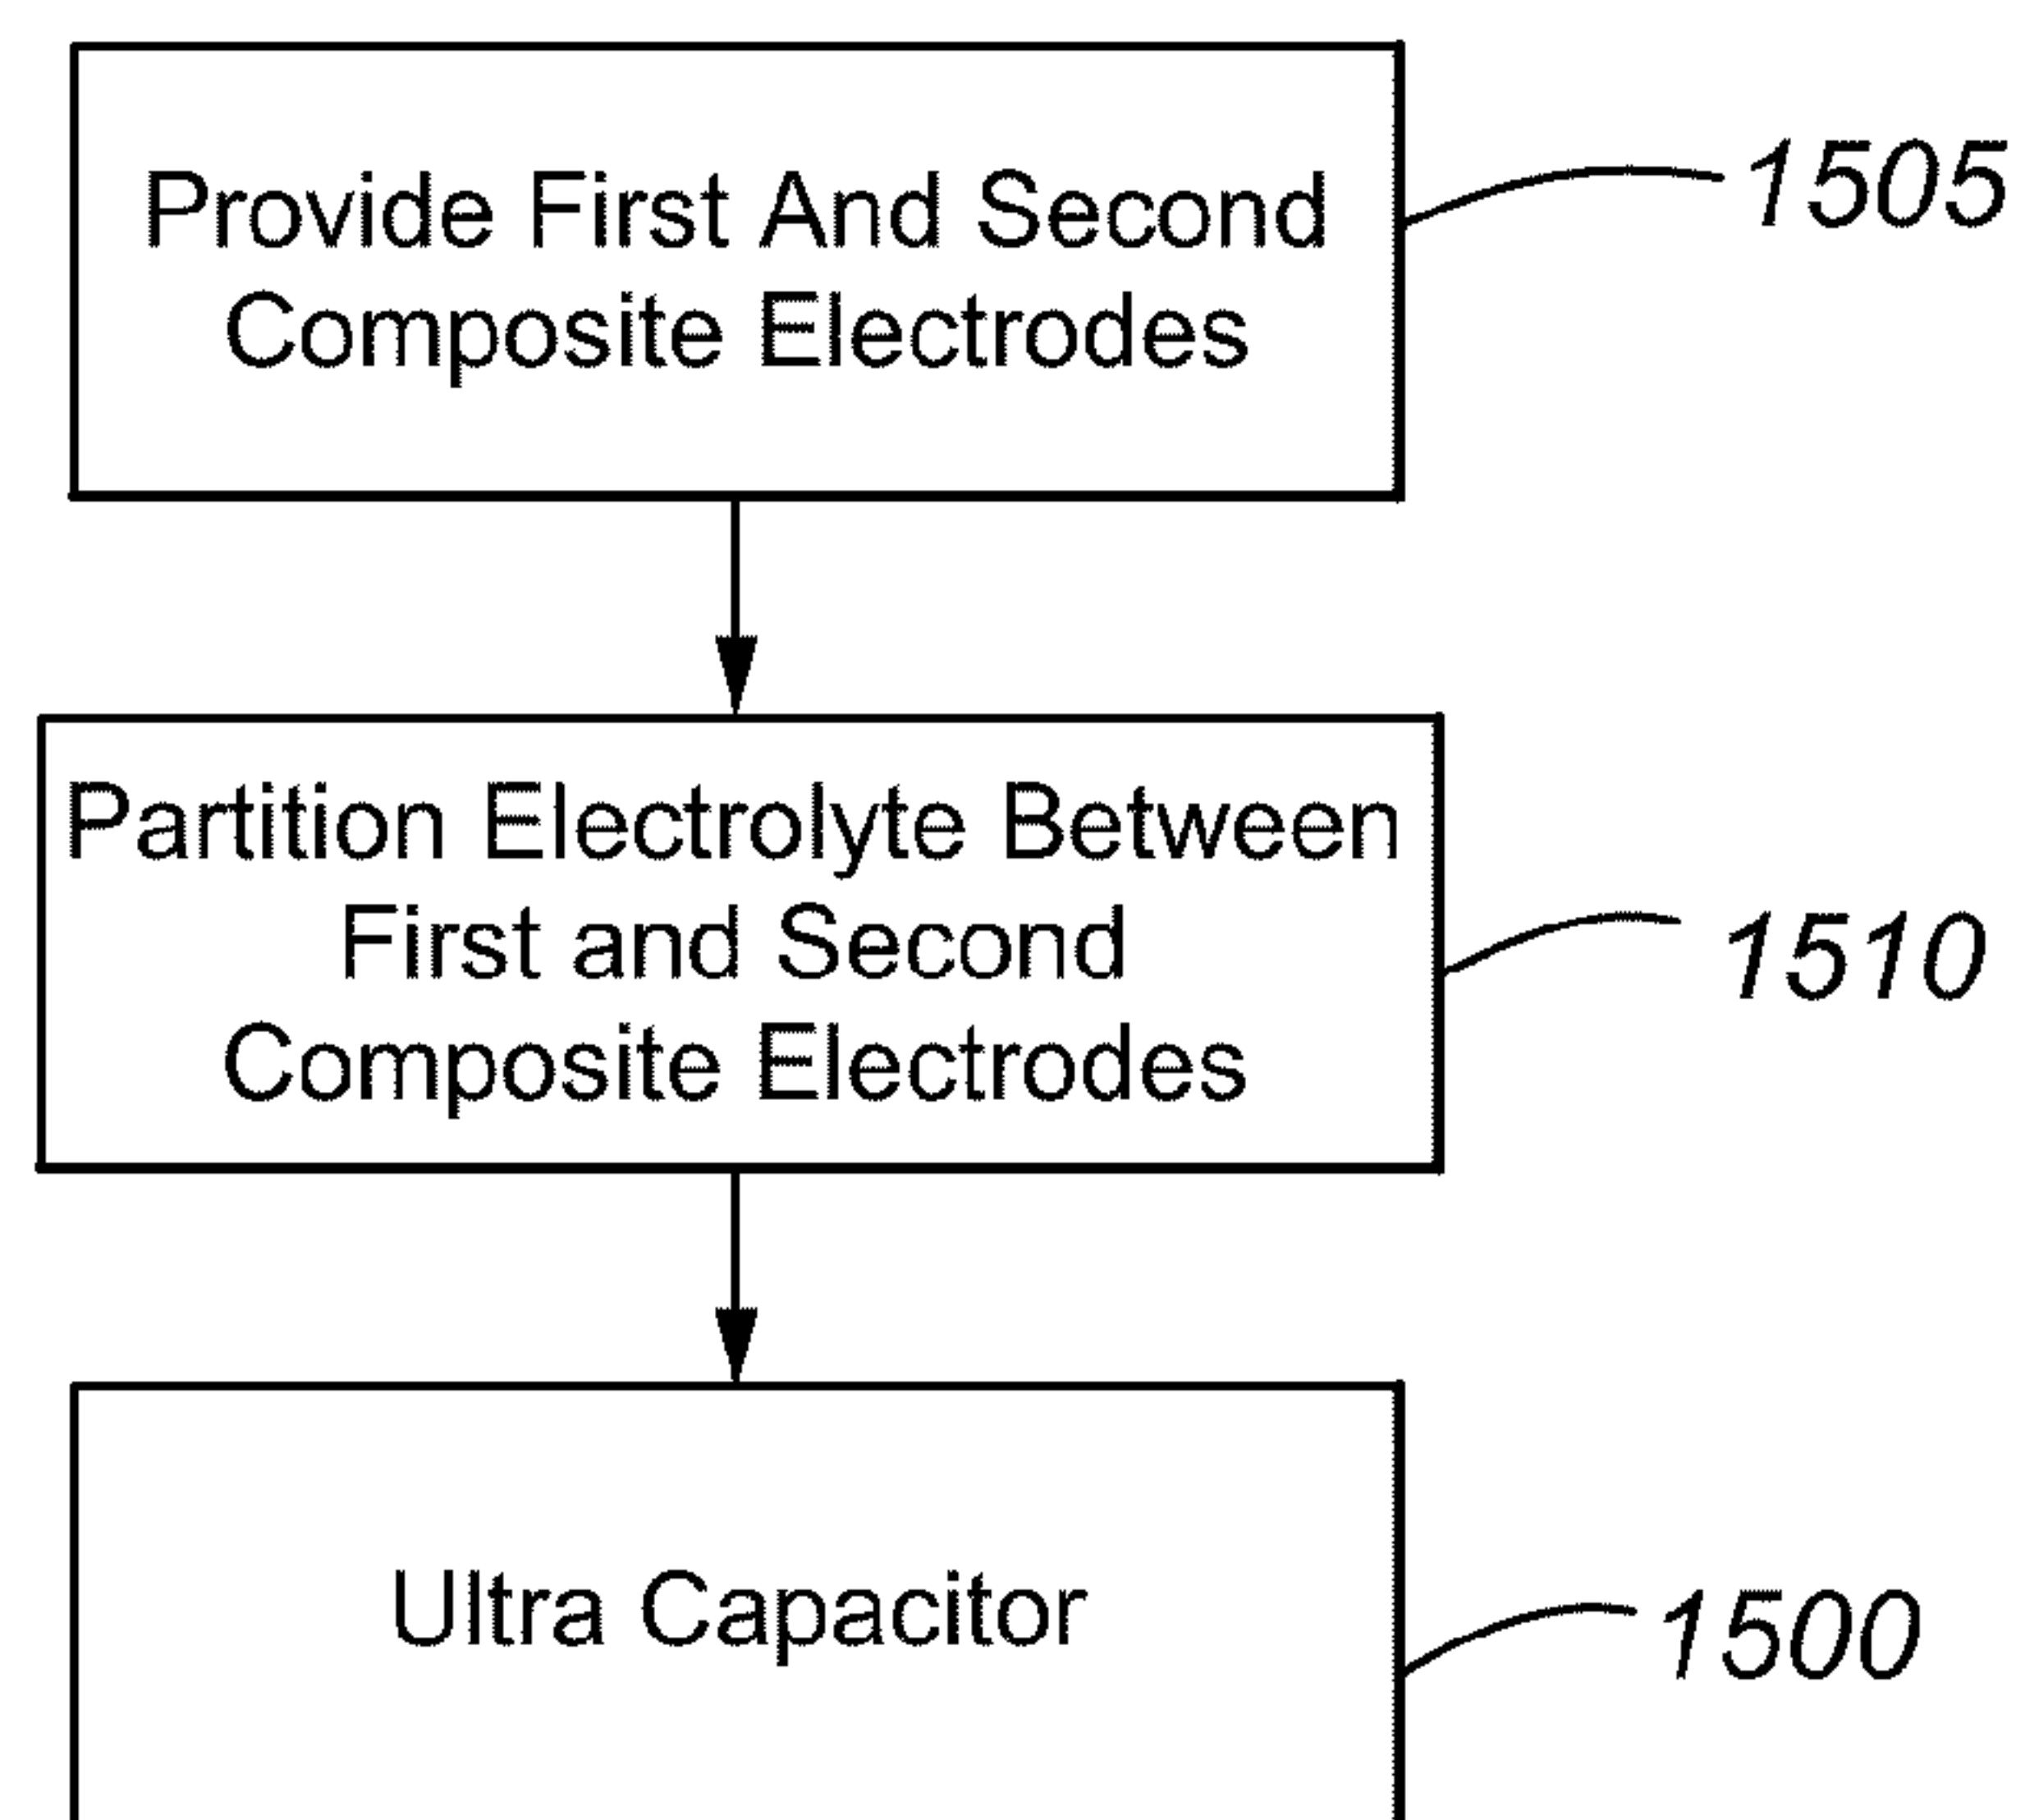 Provide First And Second
Composite Electrodes
1505
Partition Electrolyte Between
First and Second
Composite Electrodes
1510
Ultra Capacitor
1500